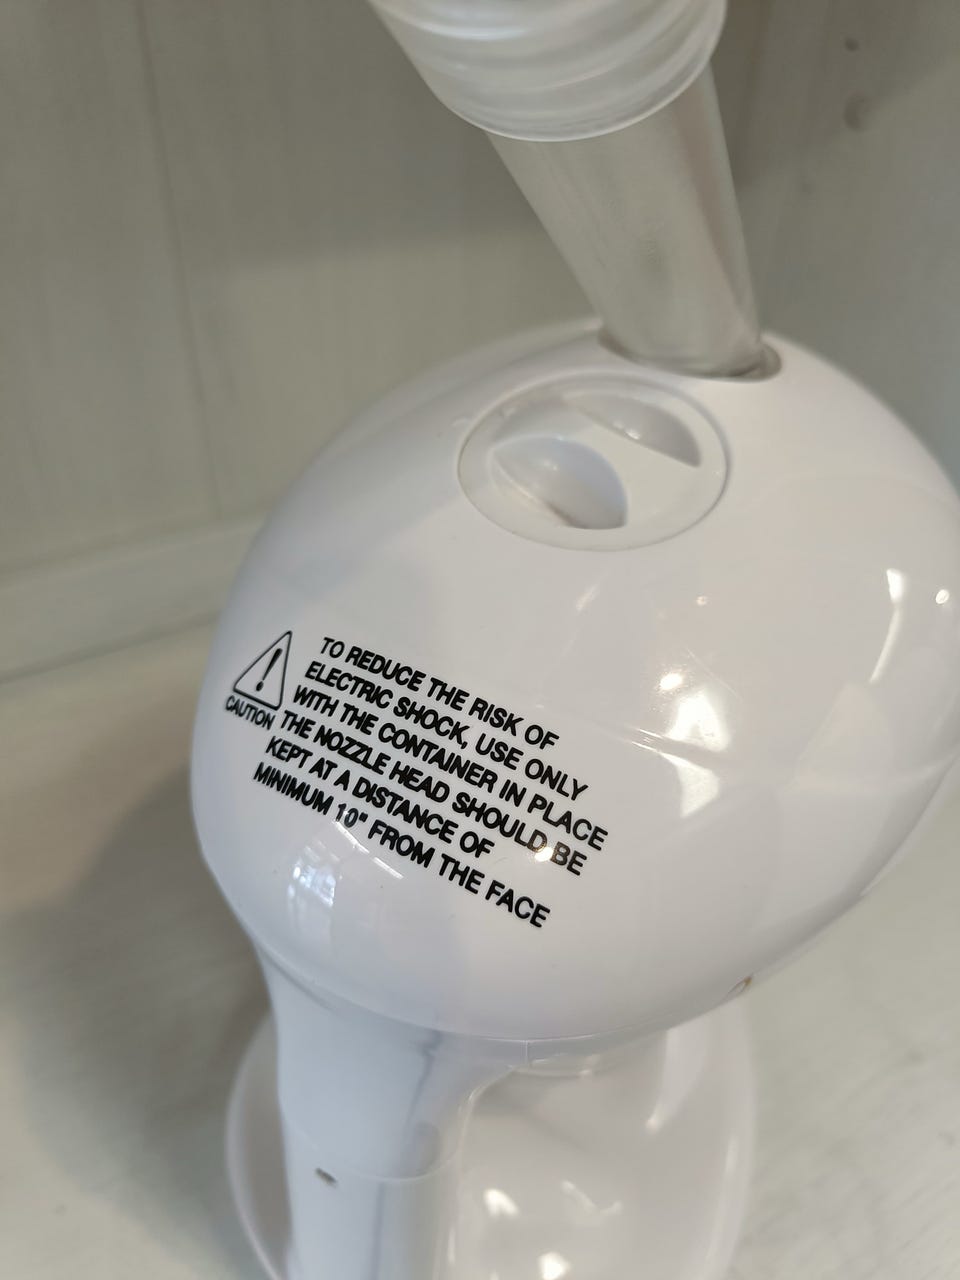 CAUTION
TO REDUCE THE RISK OF
ELECTRIC SHOCK, USE ONLY
WITH THE CONTAINER IN PLACE
THE NOZZLE HEAD SHOULD BE
KEPT AT A DISTANCE OF
MINIMUM 10" FROM THE FACE